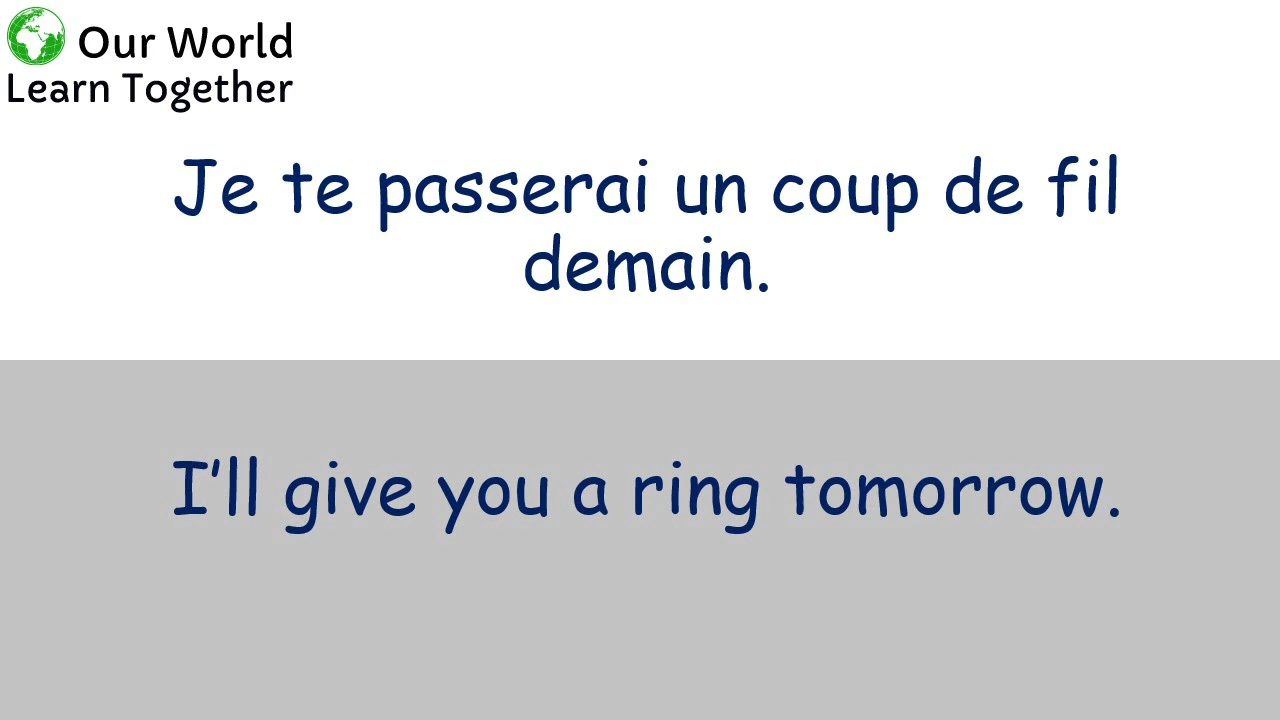 Our World
Learn Together
Je te passerai un coup de fil
demain.
I’ll give you a ring tomorrow.